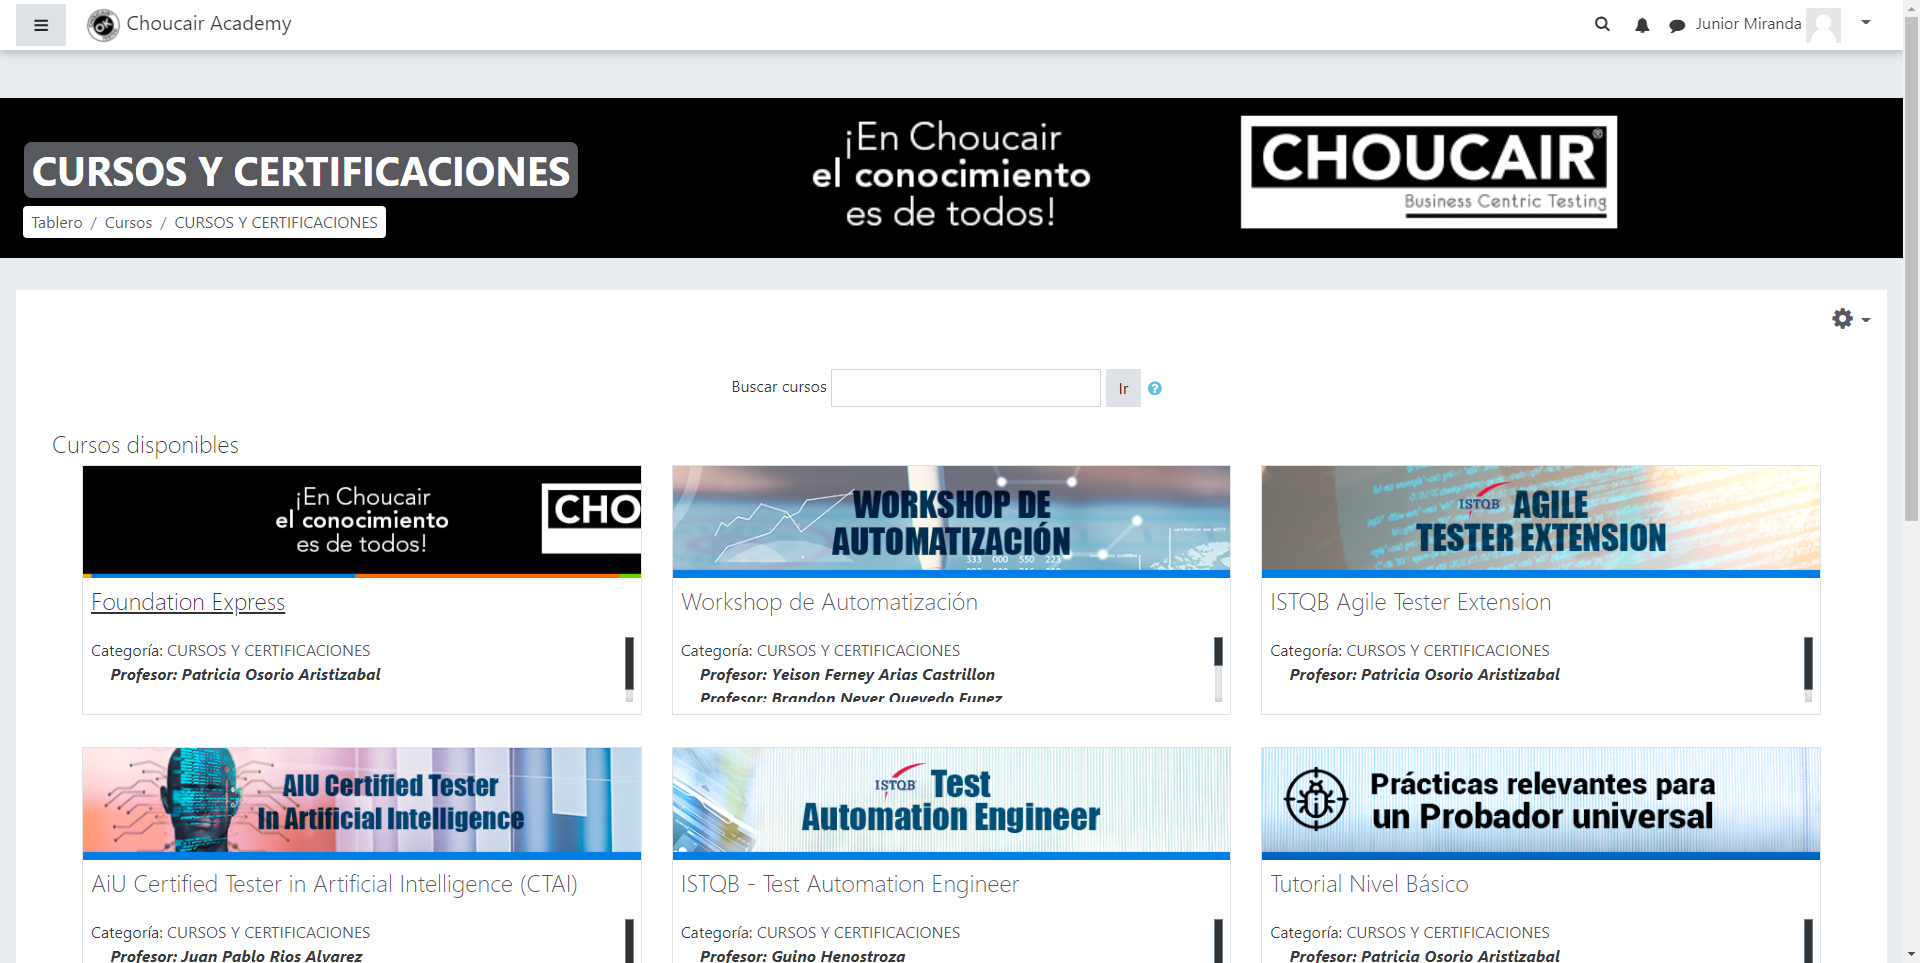 Choucair Academy
Junior Miranda
¡En Choucair
el conocimiento
es de todos!
CHOUCAIR®
Business Centric Testing
CURSOS Y CERTIFICACIONES
Tablero / Cursos / CURSOS Y CERTIFICACIONES
Buscar cursos
Ir
Cursos disponibles
¡En Choucair
el conocimiento
es de todos!
CHO
Foundation Express
Categoría: CURSOS Y CERTIFICACIONES
Profesor: Patricia Osorio Aristizabal
WORKSHOP DE
AUTOMATIZACIÓN
333 000 550 223
Workshop de Automatización
Categoría: CURSOS Y CERTIFICACIONES
Profesor: Yeison Ferney Arias Castrillon
Profesor: Brandon Never Quevedo Funez
ISTQB AGILE
TESTER EXTENSION
ISTQB Agile Tester Extension
Categoría: CURSOS Y CERTIFICACIONES
Profesor: Patricia Osorio Aristizabal
AIU Certified Tester
In Artificial Intelligence
AiU Certified Tester in Artificial Intelligence (CTAI)
Categoría: CURSOS Y CERTIFICACIONES
Profesor: Juan Pablo Rios Alvarez
ISTQB Test
Automation Engineer
ISTQB - Test Automation Engineer
Categoría: CURSOS Y CERTIFICACIONES
Profesor: Guino Henostroza
Prácticas relevantes para
un Probador universal
Tutorial Nivel Básico
Categoría: CURSOS Y CERTIFICACIONES
Profesor: Patricia Osorio Aristizabal